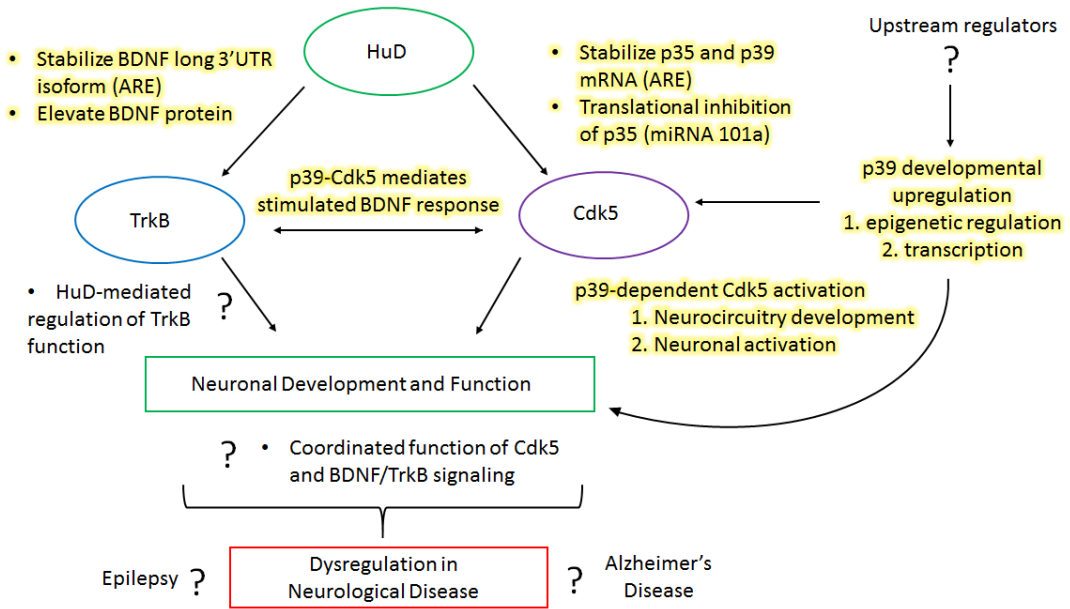 HuD
Upstream regulators
?
• Stabilize BDNF long 3’UTR
isoform (ARE)
• Elevate BDNF protein
• Stabilize p35 and p39
mRNA (ARE)
• Translational inhibition
of p35 (miRNA 101a)
p39-Cdk5 mediates
stimulated BDNF response
TrkB
Cdk5
p39 developmental
upregulation
1. epigenetic regulation
2. transcription
• HuD-mediated
regulation of TrkB
function
?
p39-dependent Cdk5 activation
1. Neurocircuitry development
2. Neuronal activation
Neuronal Development and Function
?
• Coordinated function of Cdk5
and BDNF/TrkB signaling
Epilepsy ?
Dysregulation in
Neurological Disease
?
Alzheimer’s
Disease